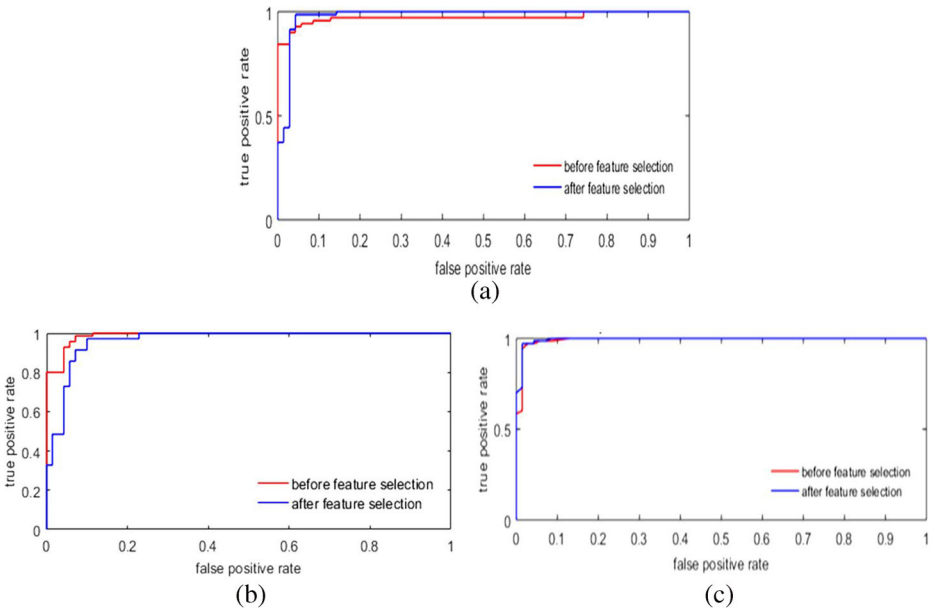 1
0.5
0
true positive rate
before feature selection
after feature selection
0 0.1 0.2 0.3 0.4 0.5 0.6 0.7 0.8 0.9 1
false positive rate
(a)
1
0.8
0.6
0.4
0.2
0
true positive rate
before feature selection
after feature selection
0 0.2 0.4 0.6 0.8 1
false positive rate
(b)
1
0.5
0
true positive rate
before feature selection
after feature selection
0 0.1 0.2 0.3 0.4 0.5 0.6 0.7 0.8 0.9 1
false positive rate
(c)